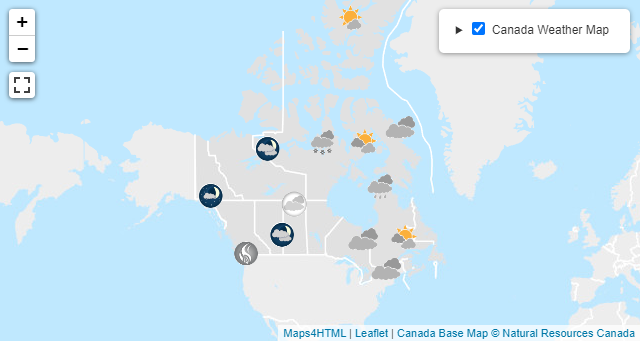 +
−
Canada Weather Map
Maps4HTML | Leaflet | Canada Base Map © Natural Resources Canada